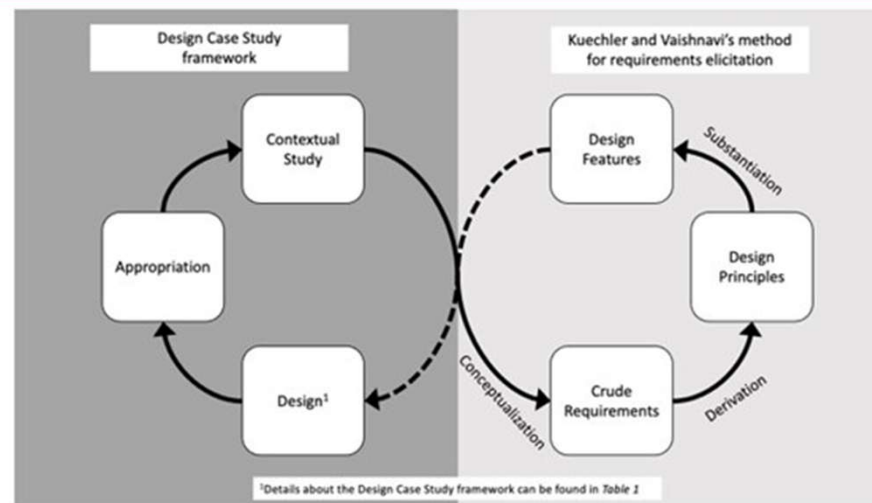 Design Case Study
framework
Kuechler and Vaishnavi's method
for requirements elicitation
Contextual
Study
Design
Features
Substantiation
Appropriation
Design
Principles
Design¹
Conceptualization
Crude
Requirements
Derivation
¹Details about the Design Case Study framework can be found in Table 1